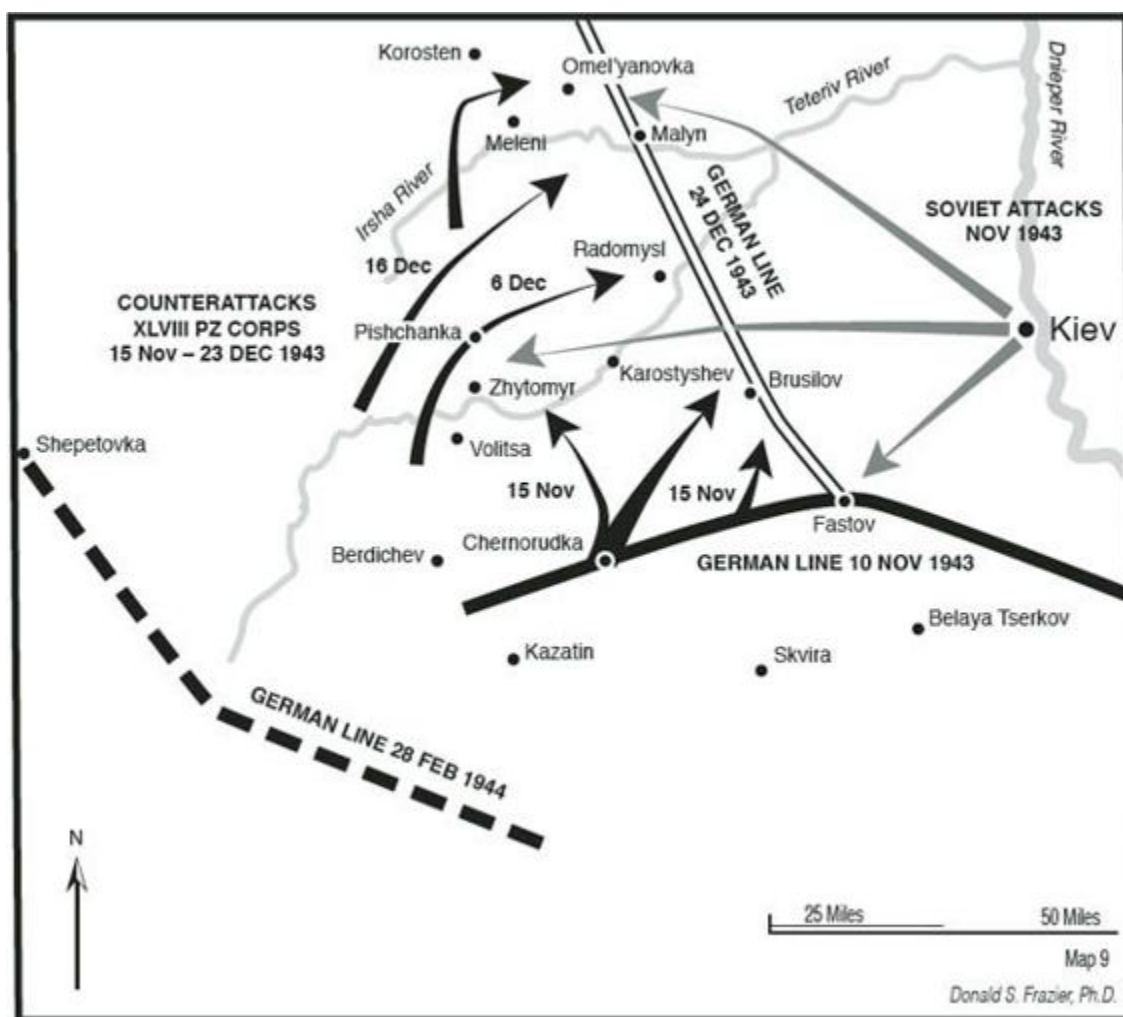 Korosten
Omel'yanovka
Meleni
Malyn
Teteriv River
Dnieper River
Irsha River
GERMAN LINE
24 DEC 1943
SOVIET ATTACKS
NOV 1943
16 Dec
6 Dec
Radomysl
COUNTERATTACKS
XLVIII PZ CORPS
15 Nov – 23 DEC 1943
Pishchanka
Kiev
Zhytomyr
Karostyshev
Brusilov
Shepetovka
Volitsa
15 Nov
15 Nov
Fastov
Berdichev
Chernorudka
GERMAN LINE 10 NOV 1943
Belaya Tserkov
Kazatin
Skvira
GERMAN LINE 28 FEB 1944
N
25 Miles
50 Miles
Map 9
Donald S. Frazier, Ph.D.